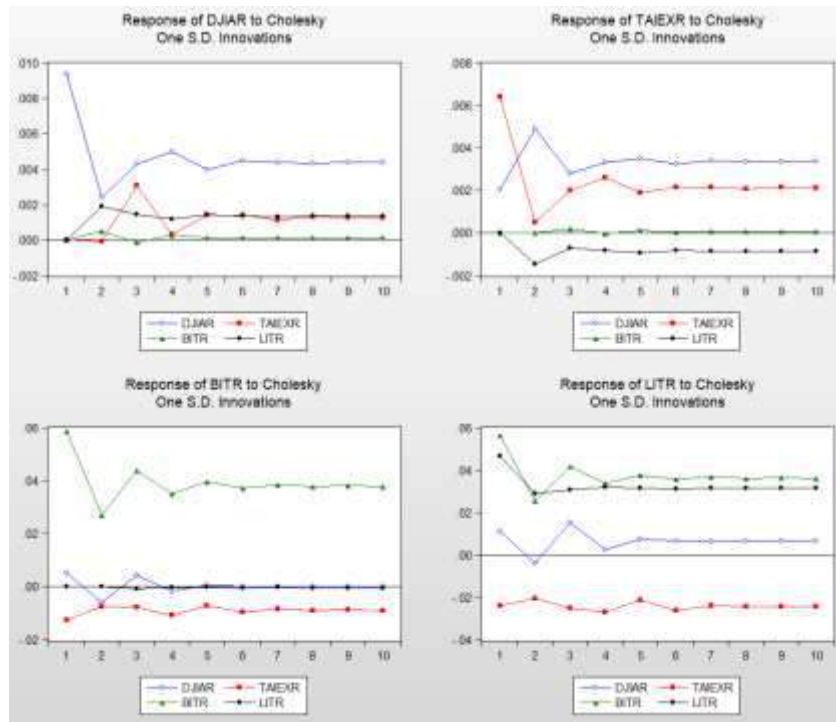 Response of DJIAR to Cholesky
One S.D. Innovations
.010
.008
.006
.004
.002
.000
-.002
1 2 3 4 5 6 7 8 9 10
DJIAR TAIEXR
BITR LITR
Response of TAIEXR to Cholesky
One S.D. Innovations
.008
.006
.004
.002
.000
-.002
1 2 3 4 5 6 7 8 9 10
DJIAR TAIEXR
BITR LITR
Response of BITR to Cholesky
One S.D. Innovations
.06
.04
.02
.00
-.02
1 2 3 4 5 6 7 8 9 10
DJIAR TAIEXR
BITR LITR
Response of LITR to Cholesky
One S.D. Innovations
.06
.04
.02
.00
-.02
-.04
1 2 3 4 5 6 7 8 9 10
DJIAR TAIEXR
BITR LITR